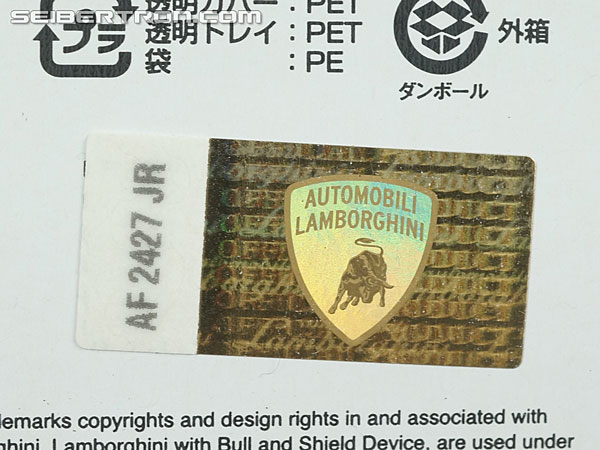 SEIBERTRON.COM
プラ
透明カバー：PET
透明トレイ：PET
袋　　　　：PE
外箱
ダンボール
AF 2427 JR
AUTOMOBILI
LAMBORGHINI
demarks copyrights and design rights in and associated with
ghini, Lamborghini with Bull and Shield Device, are used under